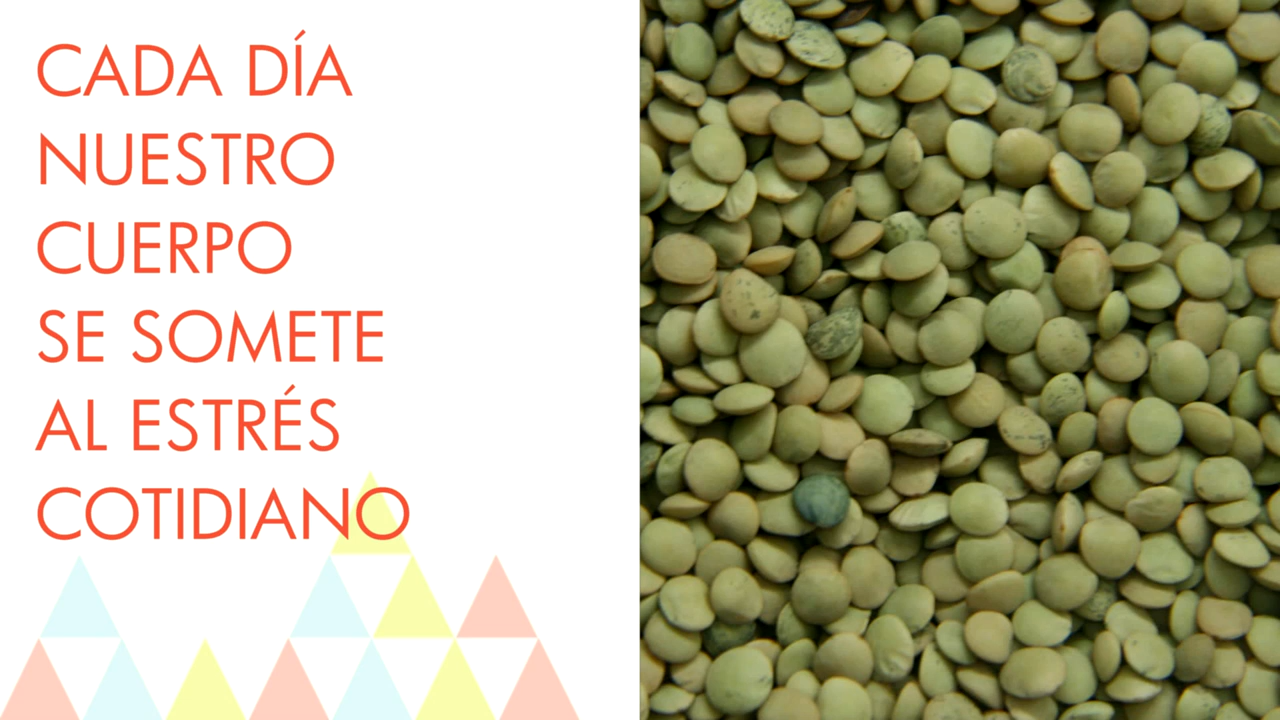 CADA DÍA
NUESTRO
CUERPO
SE SOMETE
AL ESTRÉS
COTIDIANO